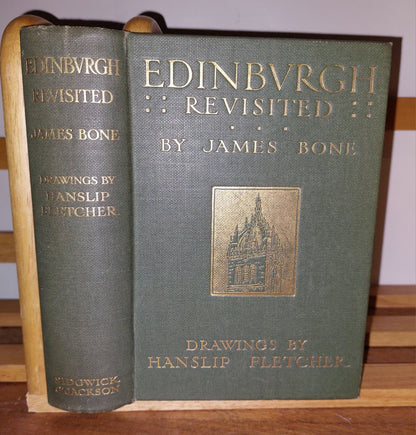 EDINBVRGH
REVISITED
JAMES BONE
DRAWINGS BY
HANSLIP
FLETCHER
SIDGWICK
& JACKSON
EDINBVRGH
:: REVISITED ::
. . .
BY JAMES BONE
DRAWINGS BY
HANSLIP FLETCHER